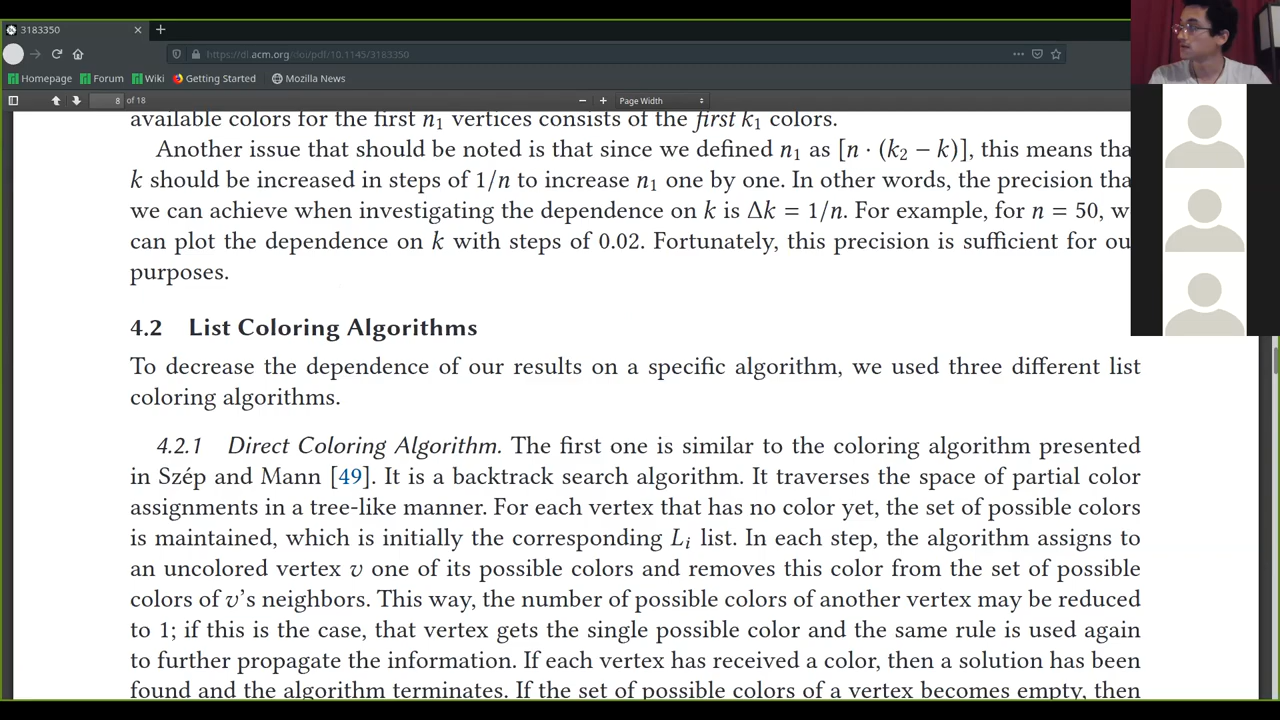 3183350
https://dl.acm.org/doi/pdf/10.1145/3183350
Homepage Forum Wiki Getting Started Mozilla News
8 of 18 Page Width
available colors for the first n₁ vertices consists of the first k₁ colors.
Another issue that should be noted is that since we defined n₁ as [n · (k₂ − k)], this means tha
k should be increased in steps of 1/n to increase n₁ one by one. In other words, the precision tha
we can achieve when investigating the dependence on k is Δk = 1/n. For example, for n = 50, w
can plot the dependence on k with steps of 0.02. Fortunately, this precision is sufficient for ou
purposes.
4.2 List Coloring Algorithms
To decrease the dependence of our results on a specific algorithm, we used three different list
coloring algorithms.
4.2.1 Direct Coloring Algorithm. The first one is similar to the coloring algorithm presented
in Szép and Mann [49]. It is a backtrack search algorithm. It traverses the space of partial color
assignments in a tree-like manner. For each vertex that has no color yet, the set of possible colors
is maintained, which is initially the corresponding Lᵢ list. In each step, the algorithm assigns to
an uncolored vertex v one of its possible colors and removes this color from the set of possible
colors of v's neighbors. This way, the number of possible colors of another vertex may be reduced
to 1; if this is the case, that vertex gets the single possible color and the same rule is used again
to further propagate the information. If each vertex has received a color, then a solution has been
found and the algorithm terminates. If the set of possible colors of a vertex becomes empty, then